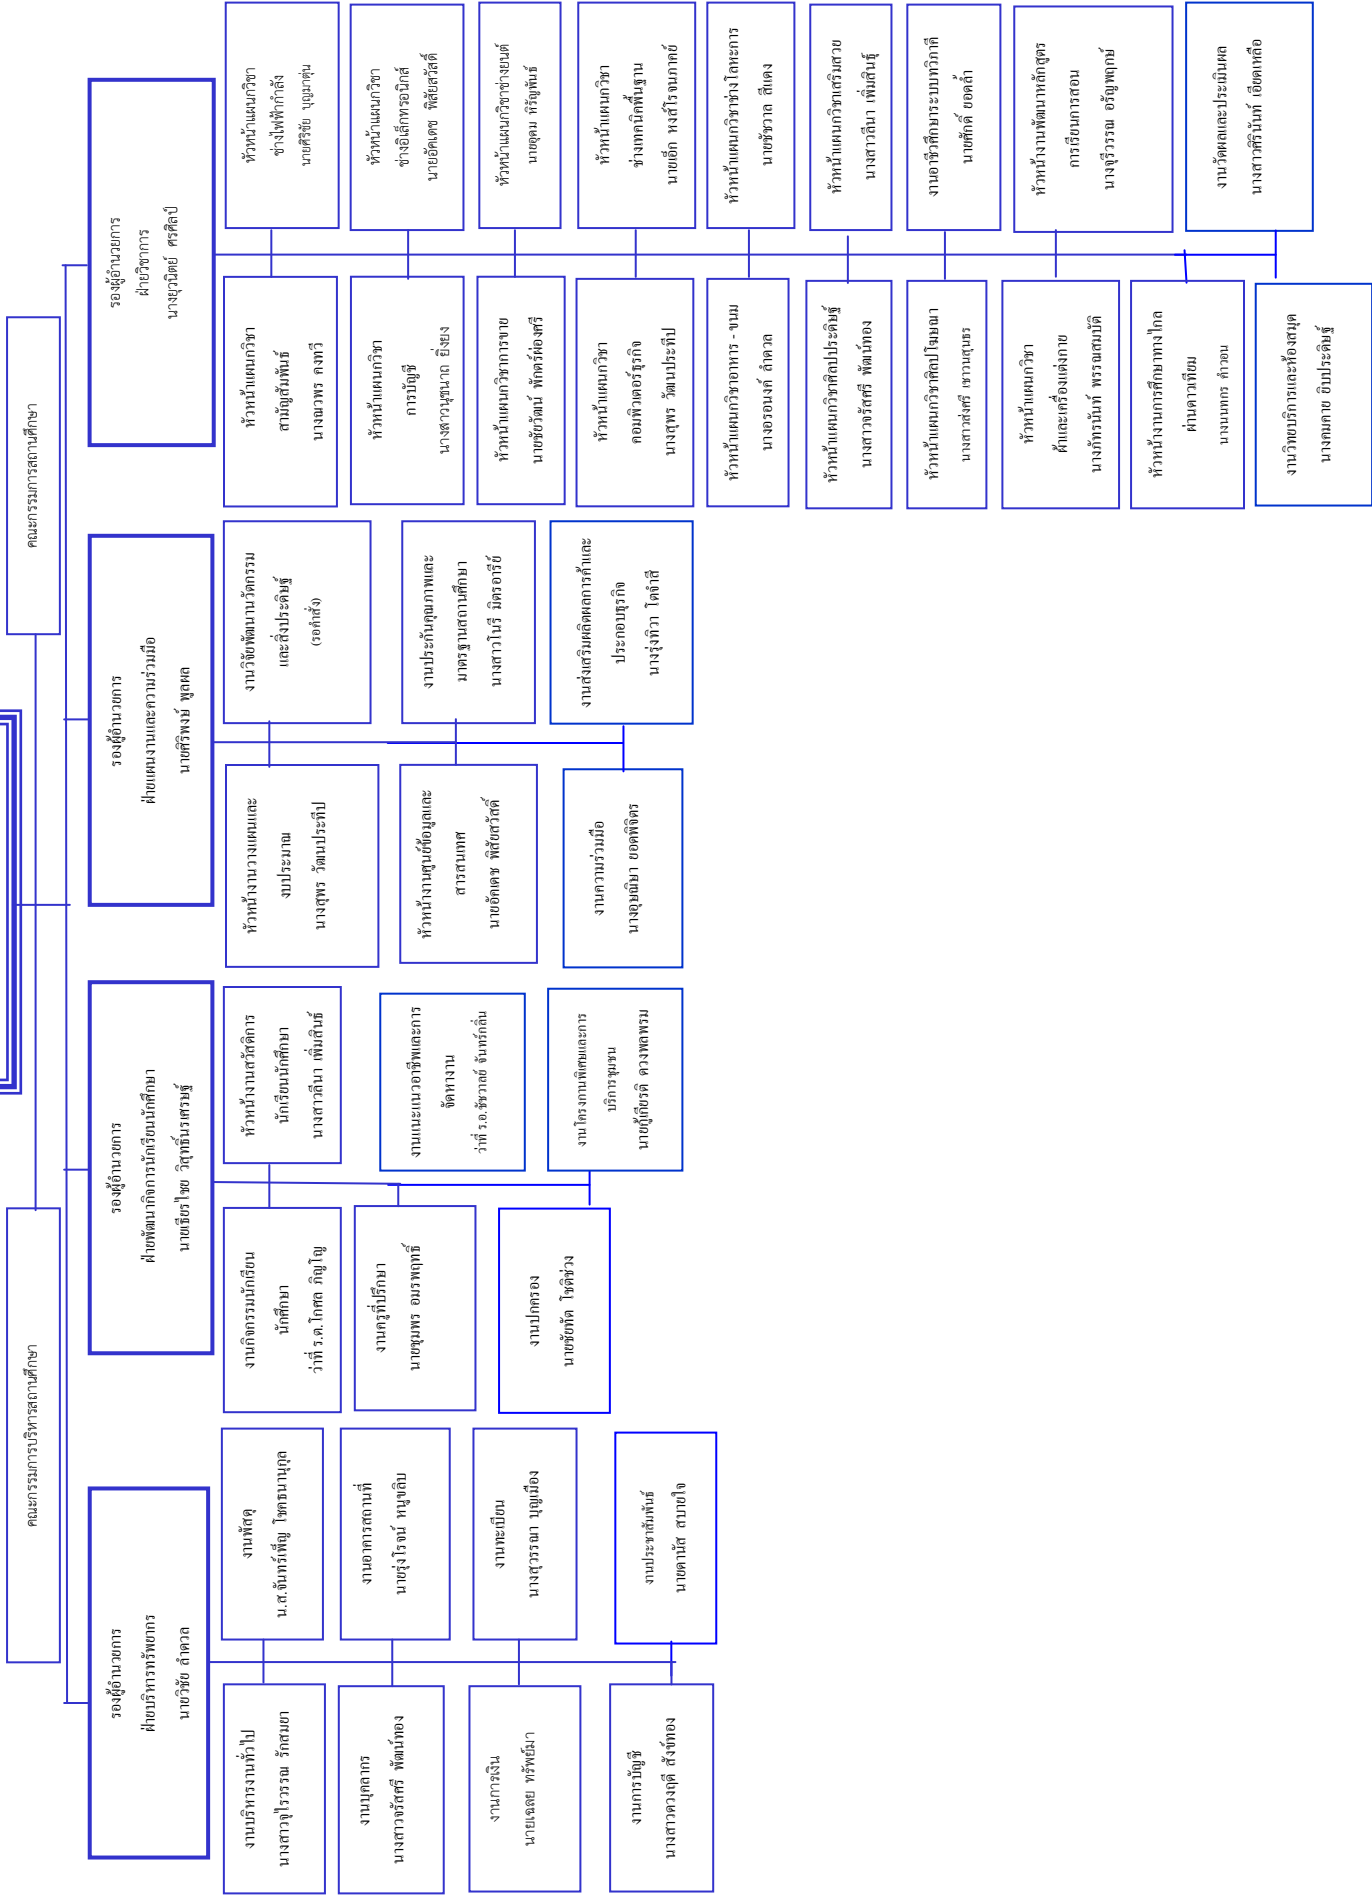 คณะกรรมการบริหารสถานศึกษา
คณะกรรมการสถานศึกษา
รองผู้อำนวยการ
ฝ่ายบริหารทรัพยากร
นายวิชัย ลำดวล
รองผู้อำนวยการ
ฝ่ายพัฒนากิจการนักเรียนนักศึกษา
นายเธียรไชย วิสุทธิ์นรเศรษฐ์
รองผู้อำนวยการ
ฝ่ายแผนงานและความร่วมมือ
นายศิริพงษ์ พูลผล
รองผู้อำนวยการ
ฝ่ายวิชาการ
นางยุวนิตย์ ศรศิลป์
งานบริหารงานทั่วไป
นางสาวจุไรวรรณ รักสมยา
งานพัสดุ
น.ส.จันทร์เพ็ญ โชคธนานุกุล
งานบุคลากร
นางสาวจรัสศรี พัฒน์ทอง
งานอาคารสถานที่
นายรุ่งโรจน์ หนูขลิบ
งานการเงิน
นายเฉลย ทรัพย์มา
งานทะเบียน
นางสุวรรณา บุญเมือง
งานการบัญชี
นางสาวดวงฤดี สังข์ทอง
งานประชาสัมพันธ์
นายดานัส สบายใจ
งานกิจกรรมนักเรียน
นักศึกษา
ว่าที่ ร.ต.โกศล ภิญโญ
หัวหน้างานสวัสดิการ
นักเรียนนักศึกษา
นางสาวลีนา เพิ่มสินธ์
งานครูที่ปรึกษา
นายชุมพร อมรพฤทธิ์
งานแนะแนวอาชีพและการ
จัดหางาน
ว่าที่ ร.อ.ชัชวาลย์ จันทร์กลิ่น
งานปกครอง
นายชัยทัต โชติช่วง
งานโครงการพิเศษและการ
บริการชุมชน
นายกู้เกียรติ ดวงพลพรม
หัวหน้างานวางแผนและ
งบประมาณ
นางสุพร วัฒนประทีป
งานวิจัยพัฒนานวัตกรรม
และสิ่งประดิษฐ์
(รอคำสั่ง)
หัวหน้างานศูนย์ข้อมูลและ
สารสนเทศ
นายอัคเดช พิสัยสวัสดิ์
งานประกันคุณภาพและ
มาตรฐานสถานศึกษา
นางสาวโนรี มิตรอารีย์
งานความร่วมมือ
นางอุษณิษา ยอดพิจิตร
งานส่งเสริมผลิตผลการค้าและ
ประกอบธุรกิจ
นางรุ่งทิวา โตจำสี
หัวหน้าแผนกวิชา
สามัญสัมพันธ์
นางณวพร คงทวี
หัวหน้าแผนกวิชา
ช่างไฟฟ้ากำลัง
นายศิริชัย บุญมาตุ่น
หัวหน้าแผนกวิชา
การบัญชี
นางสาวนุชนาถ ยิ่งยง
หัวหน้าแผนกวิชา
ช่างอิเล็กทรอนิกส์
นายอัคเดช พิสัยสวัสดิ์
หัวหน้าแผนกวิชาการขาย
นายชัยวัฒน์ พักตร์ผ่องศรี
หัวหน้าแผนกวิชาช่างยนต์
นายอุดม หิรัญพันธ์
หัวหน้าแผนกวิชา
คอมพิวเตอร์ธุรกิจ
นางสุพร วัฒนประทีป
หัวหน้าแผนกวิชา
ช่างเทคนิคพื้นฐาน
นายเอ็ก หงส์โรจนภาคย์
หัวหน้าแผนกวิชาอาหาร - ขนม
นางอรอนงค์ ลำดวล
หัวหน้าแผนกวิชาช่างโลหะการ
นายชัชวาล สีแดง
หัวหน้าแผนกวิชาศิลปประดิษฐ์
นางสาวจรัสศรี พัฒน์ทอง
หัวหน้าแผนกวิชาเสริมสวย
นางสาวลีนา เพิ่มสินธุ์
หัวหน้าแผนกวิชาศิลปโฆษณา
นางสาวส่งศรี เชาวนสุนธร
งานอาชีวศึกษาระบบทวิภาคี
นายศักดิ์ ยอดล้ำ
หัวหน้าแผนกวิชา
ผ้าและเครื่องแต่งกาย
นางภัทรนันท์ พรรณสมบัติ
หัวหน้างานพัฒนาหลักสูตร
การเรียนการสอน
นางจุรีวรรณ อรัญพฤกษ์
หัวหน้างานการศึกษาทางไกล
ผ่านดาวเทียม
งานวิทยบริการและห้องสมุด
นางคมกาย ยิบประดิษฐ์
งานวัดผลและประเมินผล
นางสาวศิรินันท์ เอียดเหลือ